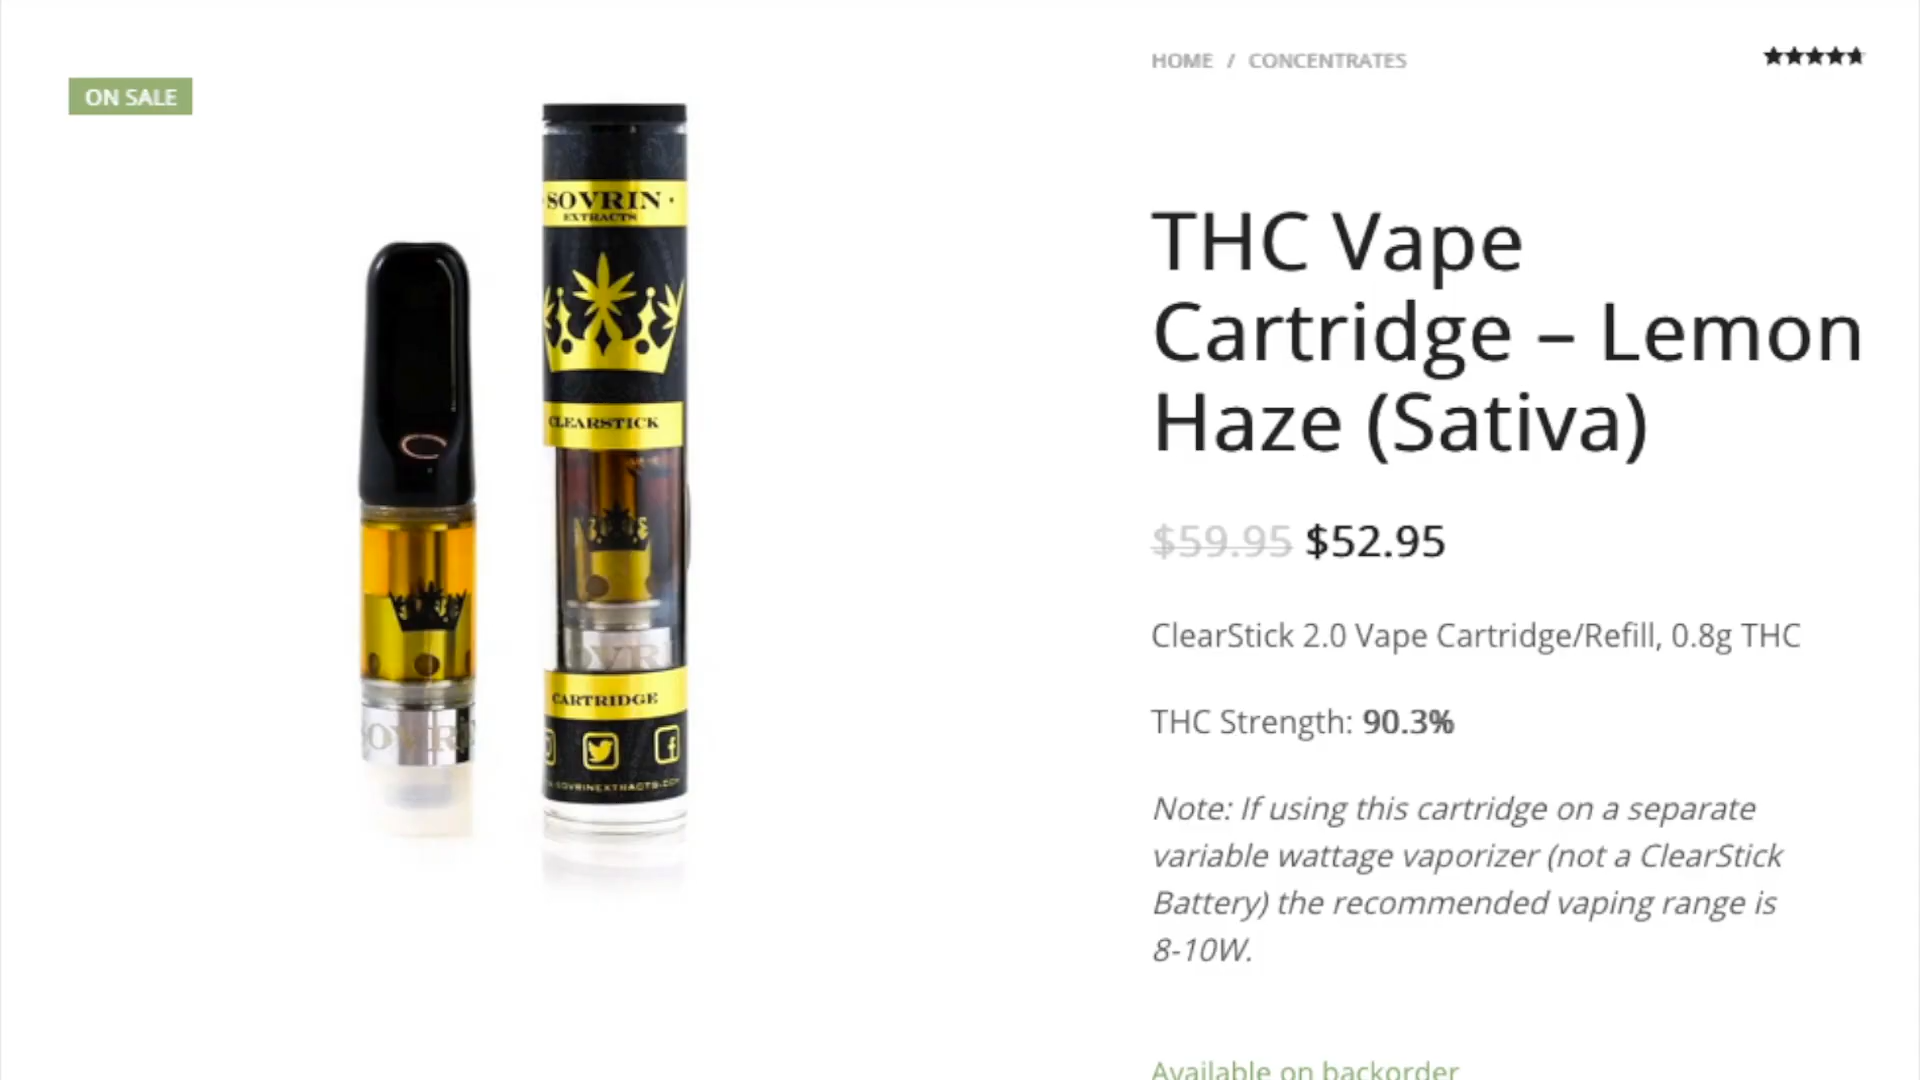 HOME / CONCENTRATES
ON SALE
SOVRIN
EXTRACTS
CLEARSTICK
CARTRIDGE
THC Vape
Cartridge – Lemon
Haze (Sativa)
$59.95 $52.95
ClearStick 2.0 Vape Cartridge/Refill, 0.8g THC
THC Strength: 90.3%
Note: If using this cartridge on a separate
variable wattage vaporizer (not a ClearStick
Battery) the recommended vaping range is
8-10W.
Available on backorder